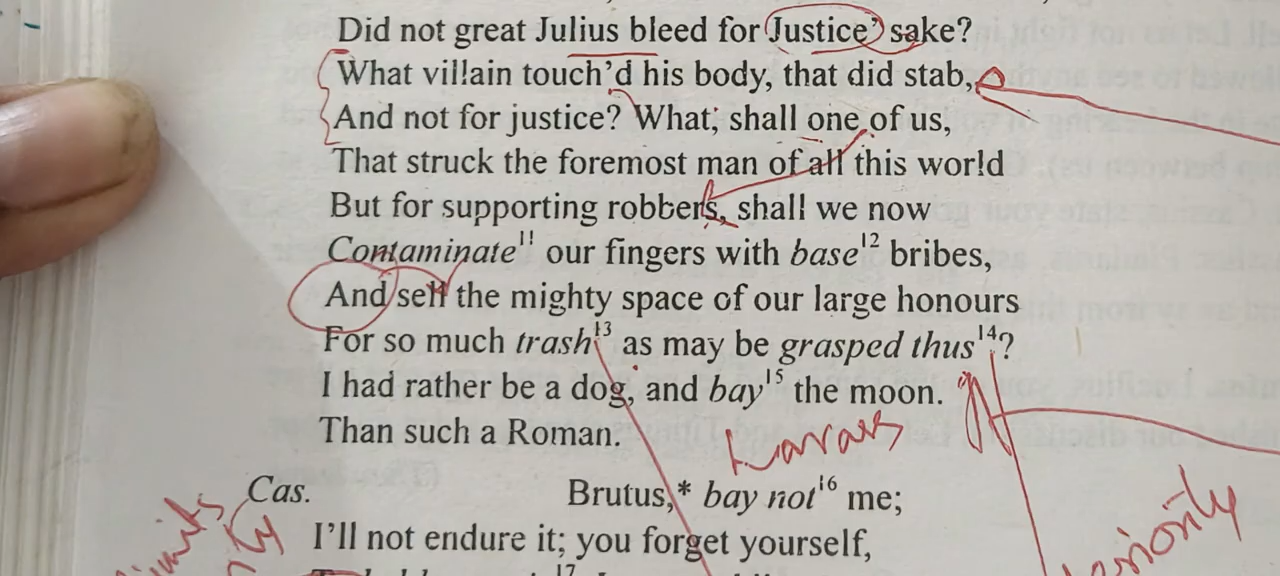 Did not great Julius bleed for Justice' sake?
What villain touch'd his body, that did stab,
And not for justice? What, shall one of us,
That struck the foremost man of all this world
But for supporting robbers, shall we now
Contaminate¹¹ our fingers with base¹² bribes,
And sell the mighty space of our large honours
For so much trash¹³ as may be grasped thus¹⁴?
I had rather be a dog, and bay¹⁵ the moon.
Than such a Roman.
Cas. Brutus,* bay not¹⁶ me;
I'll not endure it; you forget yourself,